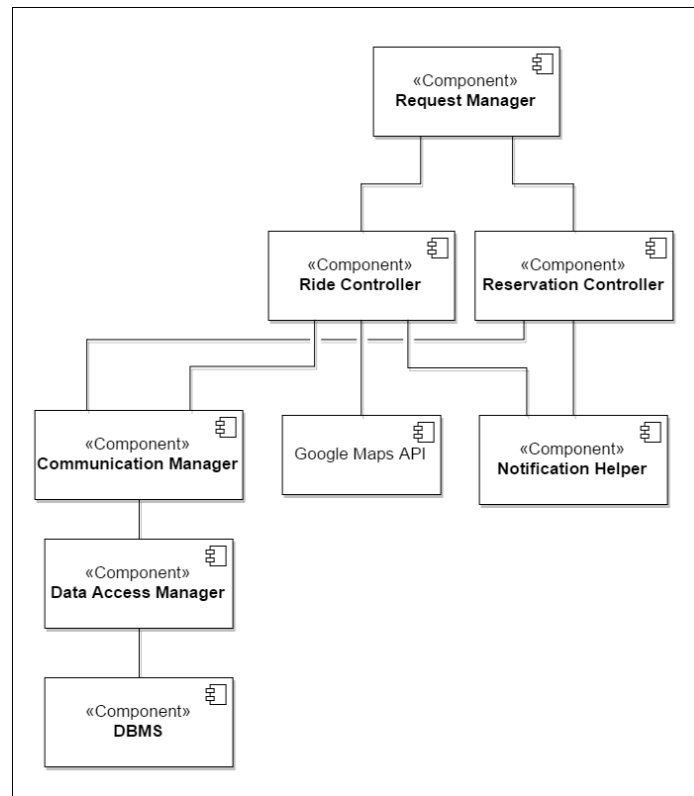 «Component»
Request Manager
«Component»
Ride Controller
«Component»
Reservation Controller
«Component»
Communication Manager
Google Maps API
«Component»
Notification Helper
«Component»
Data Access Manager
«Component»
DBMS